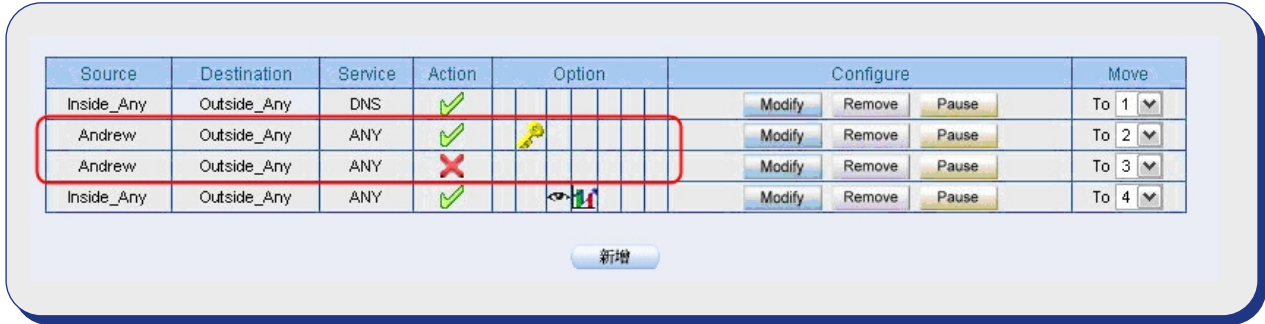 Source Destination Service Action Option Configure Move
Inside_Any Outside_Any DNS Modify Remove Pause To 1
Andrew Outside_Any ANY Modify Remove Pause To 2
Andrew Outside_Any ANY Modify Remove Pause To 3
Inside_Any Outside_Any ANY Modify Remove Pause To 4
新增